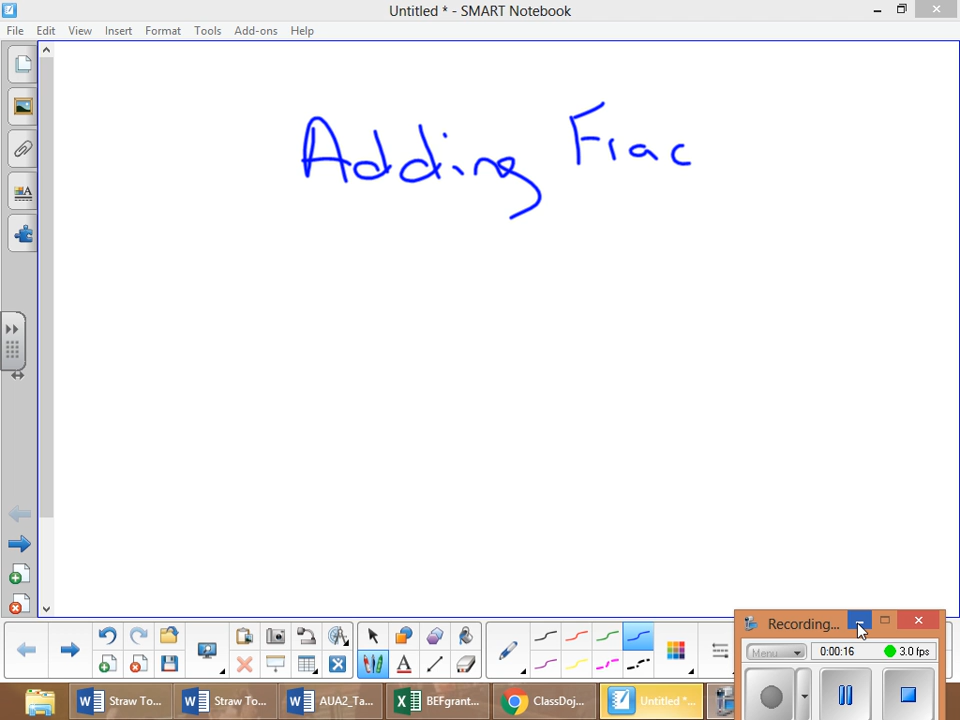 Untitled * - SMART Notebook
File Edit View Insert Format Tools Add-ons Help
Adding Frac
Recording...
Menu 0:00:16 3.0 fps
A
Straw To... Straw To... AUA2_Ta... BEFgrant... ClassDoj... Untitled *...